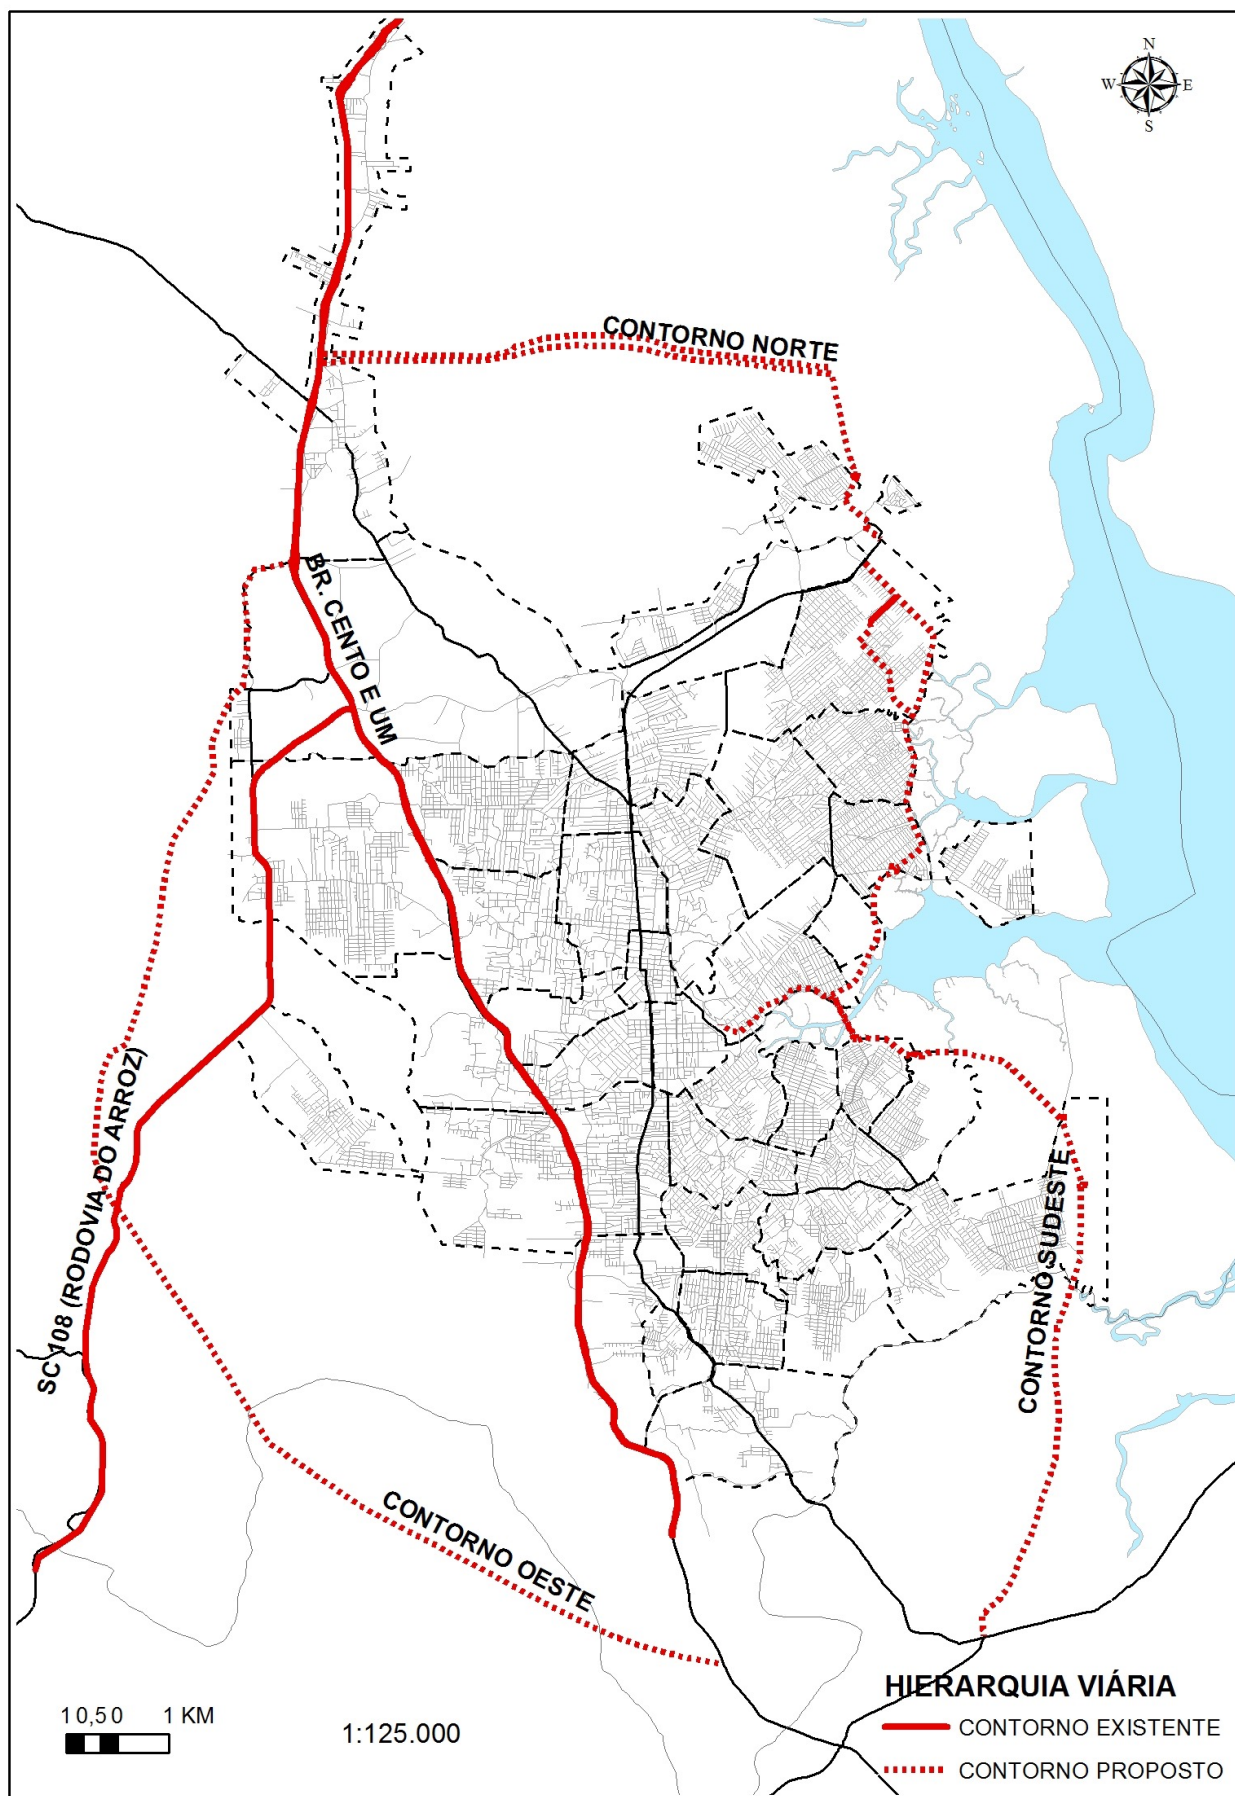 N
W E
S
CONTORNO NORTE
BR. CENTO E UM
SC 108 (RODOVIA DO ARROZ)
CONTORNO SUDESTE
CONTORNO OESTE
HIERARQUIA VIÁRIA
CONTORNO EXISTENTE
CONTORNO PROPOSTO
1 0,5 0 1 KM
1:125.000